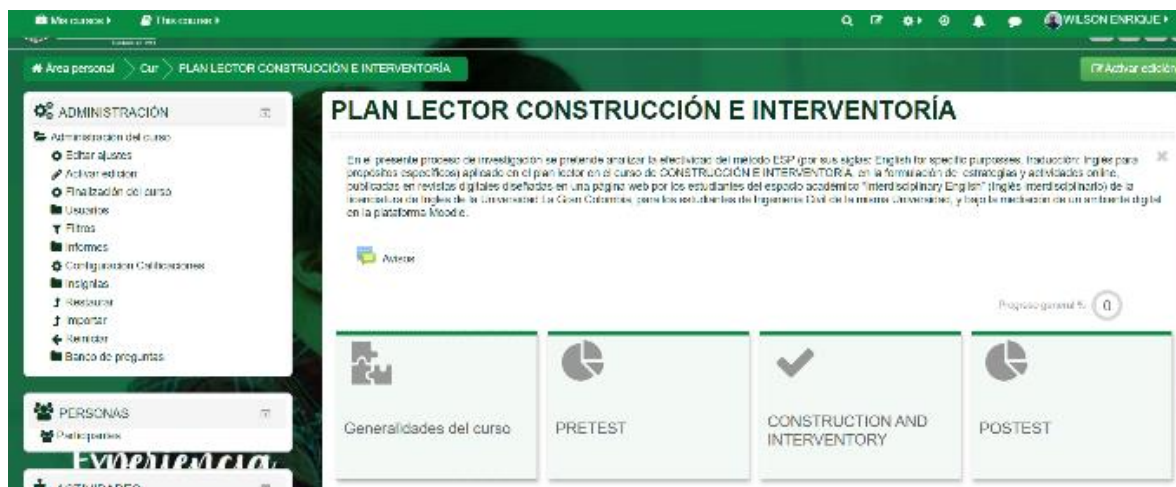 Mis cursos This course WILSON ENRIQUE
Área personal Cur PLAN LECTOR CONSTRUCCIÓN E INTERVENTORÍA Activar edición
ADMINISTRACIÓN
Administración del curso
Editar ajustes
Activar edición
Finalización del curso
Usuarios
Filtros
Informes
Configuración Calificaciones
Insignias
Restaurar
Importar
Reiniciar
Banco de preguntas
PERSONAS
Participantes
Experiencia
ACTIVIDADES
PLAN LECTOR CONSTRUCCIÓN E INTERVENTORÍA
En el presente proceso de investigación se pretende analizar la efectividad del método ESP (por sus siglas: English for specific purposses, traducción: Inglés para
propósitos específicos) aplicado en el plan lector en el curso de CONSTRUCCIÓN E INTERVENTORIA, en la formulación de estrategias y actividades online,
publicadas en revistas digitales diseñadas en una página web por los estudiantes del espacio académico "Interdisciplinary English" (Inglés interdisciplinario) de la
licenciatura de Ingles de la Universidad La Gran Colombia, para los estudiantes de Ingeniería Civil de la misma Universidad, y bajo la mediación de un ambiente digital
en la plataforma Moodle.
Avisos
Progreso general %: 0
Generalidades del curso
PRETEST
CONSTRUCTION AND
INTERVENTORY
POSTEST